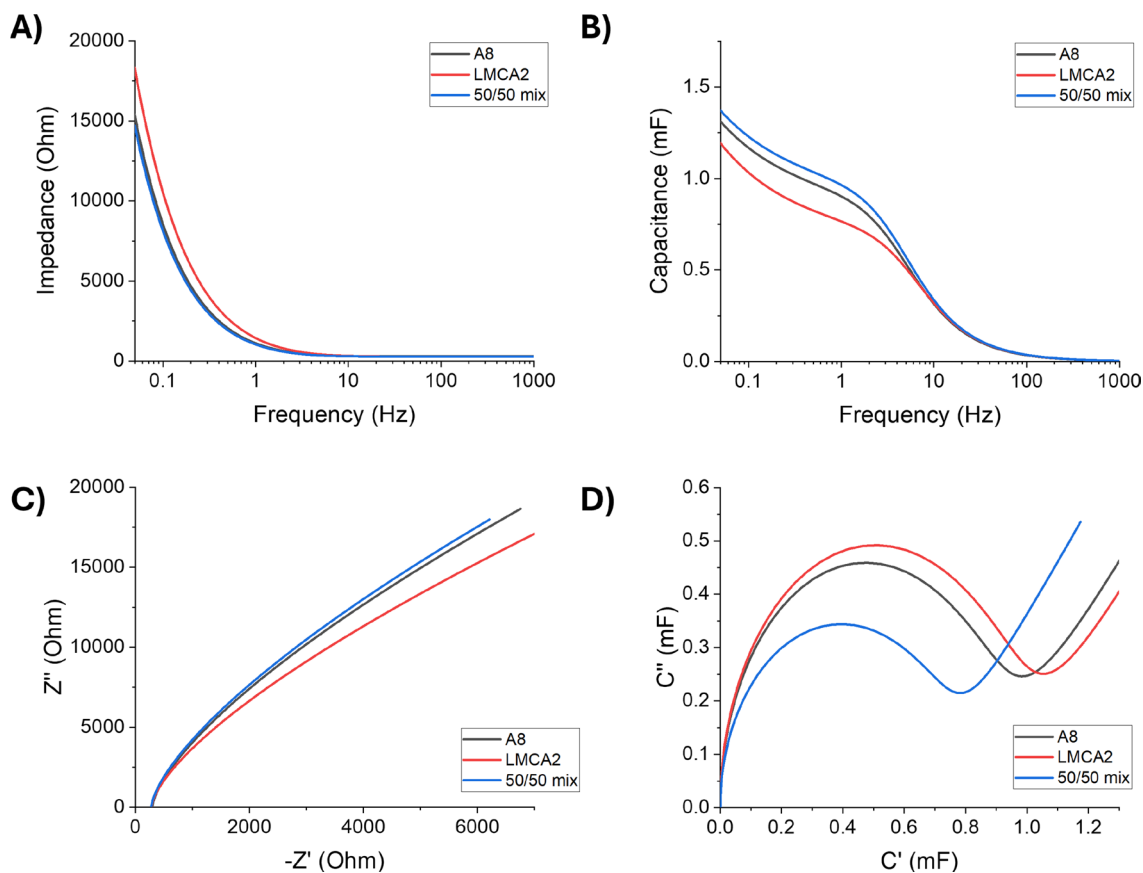 A)
20000
15000
10000
5000
0
Impedance (Ohm)
0.1 1 10 100 1000
Frequency (Hz)
A8
LMCA2
50/50 mix
B)
1.5
1.0
0.5
0.0
Capacitance (mF)
0.1 1 10 100 1000
Frequency (Hz)
A8
LMCA2
50/50 mix
C)
20000
15000
10000
5000
0
Z'' (Ohm)
0 2000 4000 6000
-Z' (Ohm)
A8
LMCA2
50/50 mix
D)
0.6
0.5
0.4
0.3
0.2
0.1
0.0
C'' (mF)
0.0 0.2 0.4 0.6 0.8 1.0 1.2
C' (mF)
A8
LMCA2
50/50 mix